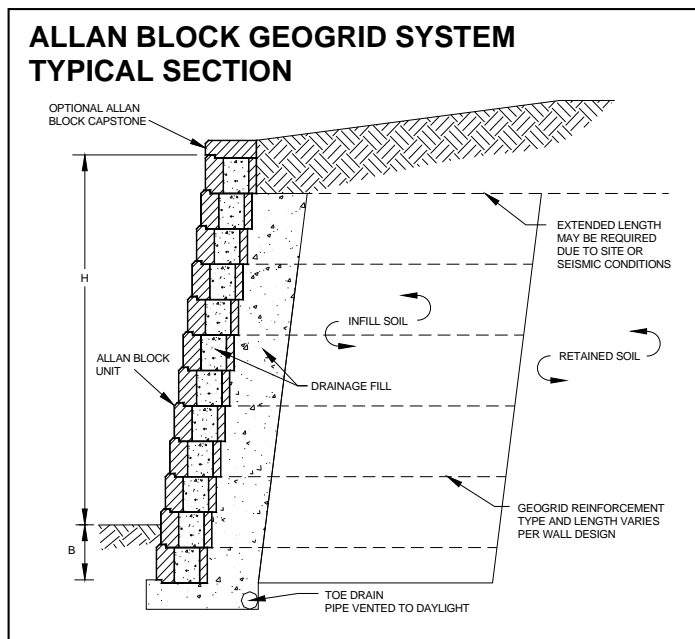 ALLAN BLOCK GEOGRID SYSTEM
TYPICAL SECTION
OPTIONAL ALLAN
BLOCK CAPSTONE
EXTENDED LENGTH
MAY BE REQUIRED
DUE TO SITE OR
SEISMIC CONDITIONS
H
INFILL SOIL
RETAINED SOIL
ALLAN BLOCK
UNIT
DRAINAGE FILL
GEOGRID REINFORCEMENT
TYPE AND LENGTH VARIES
PER WALL DESIGN
B
TOE DRAIN
PIPE VENTED TO DAYLIGHT